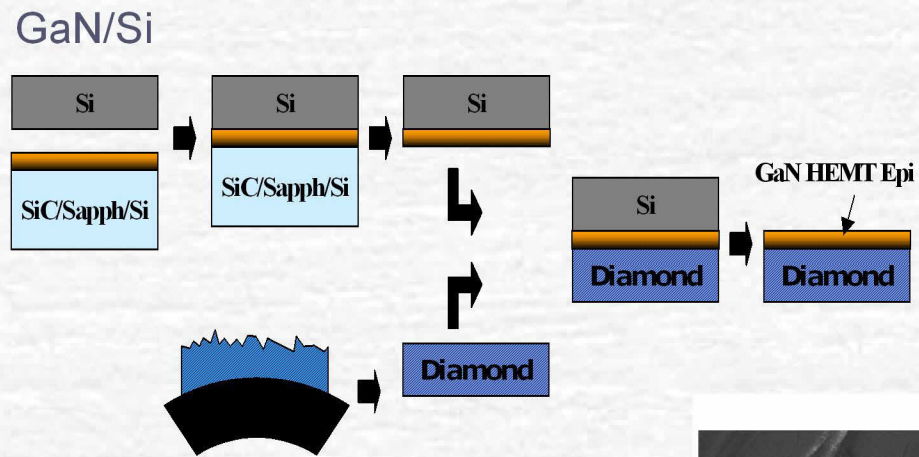 GaN/Si
Si
SiC/Sapph/Si
Si
SiC/Sapph/Si
Si
Diamond
Si
Diamond
GaN HEMT Epi
Diamond